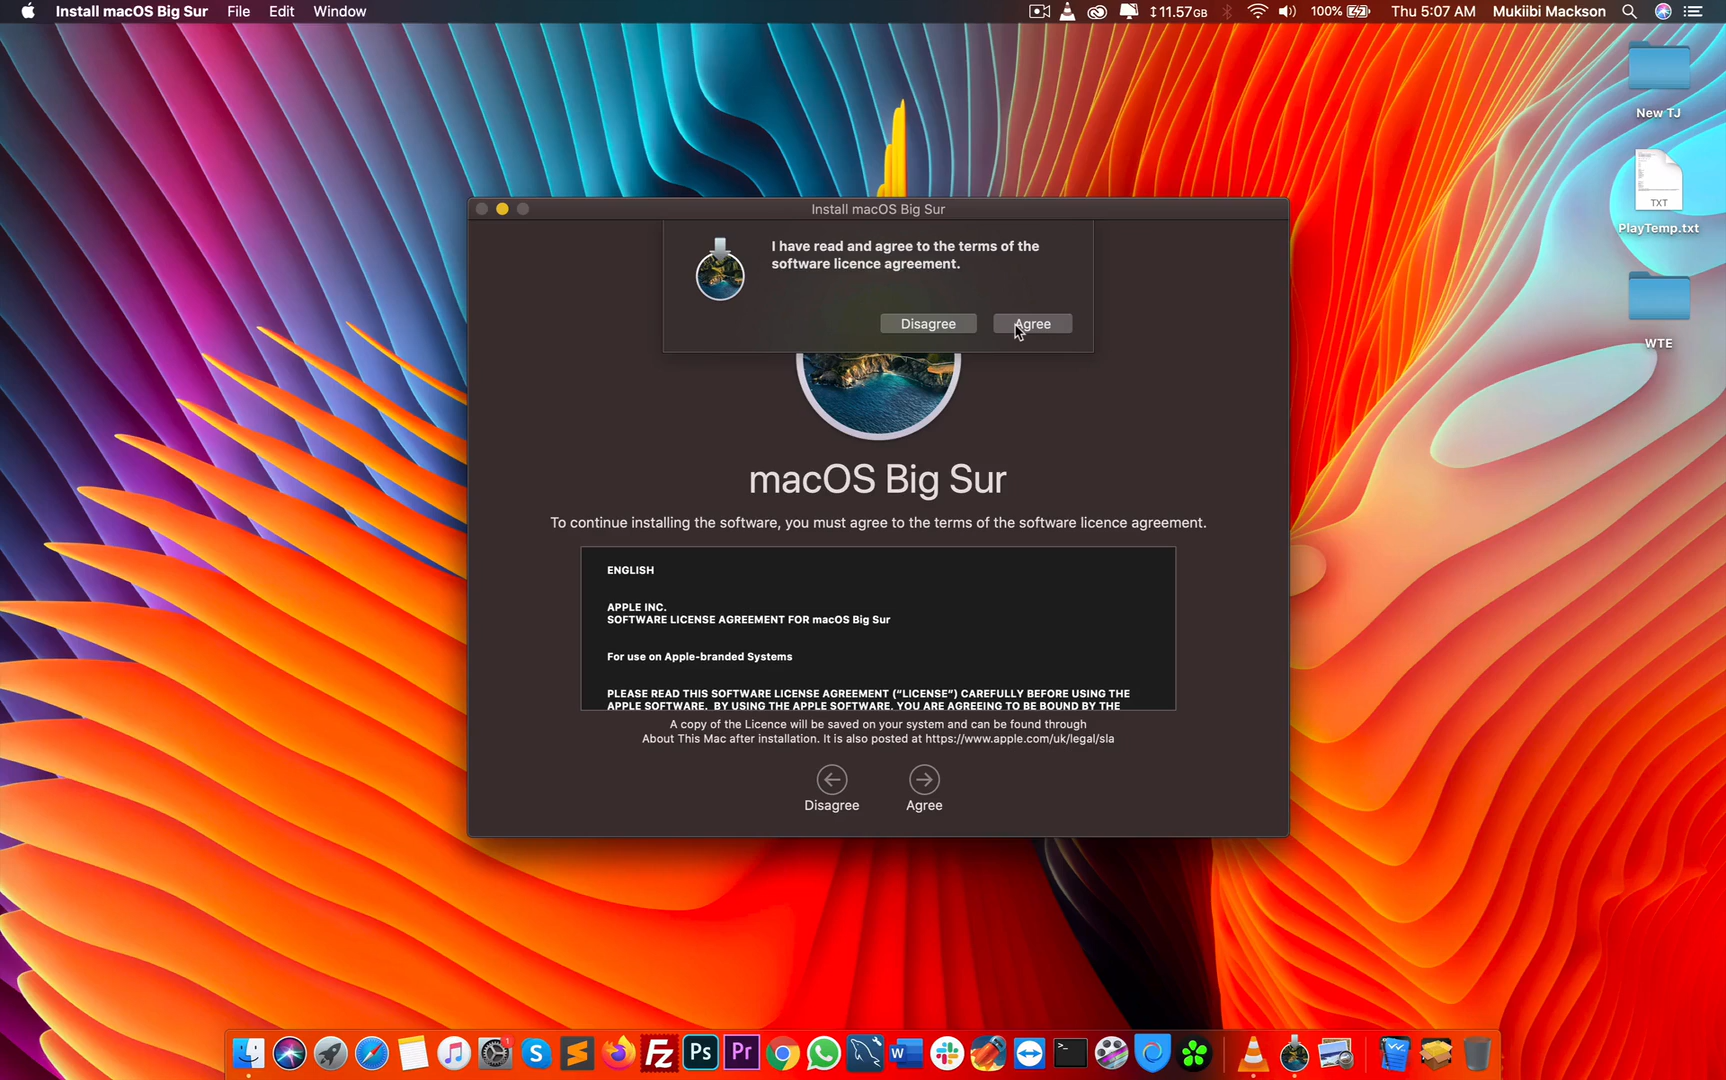 Install macOS Big Sur File Edit Window 11.57GB 100% Thu 5:07 AM Mukiibi Mackson
New TJ
TXT
PlayTemp.txt
WTE
Install macOS Big Sur
I have read and agree to the terms of the
software licence agreement.
Disagree Agree
macOS Big Sur
To continue installing the software, you must agree to the terms of the software licence agreement.
ENGLISH
APPLE INC.
SOFTWARE LICENSE AGREEMENT FOR macOS Big Sur
For use on Apple-branded Systems
PLEASE READ THIS SOFTWARE LICENSE AGREEMENT (“LICENSE”) CAREFULLY BEFORE USING THE
APPLE SOFTWARE. BY USING THE APPLE SOFTWARE, YOU ARE AGREEING TO BE BOUND BY THE
A copy of the Licence will be saved on your system and can be found through
About This Mac after installation. It is also posted at https://www.apple.com/uk/legal/sla
Disagree Agree
1 S Fz Ps Pr W >_